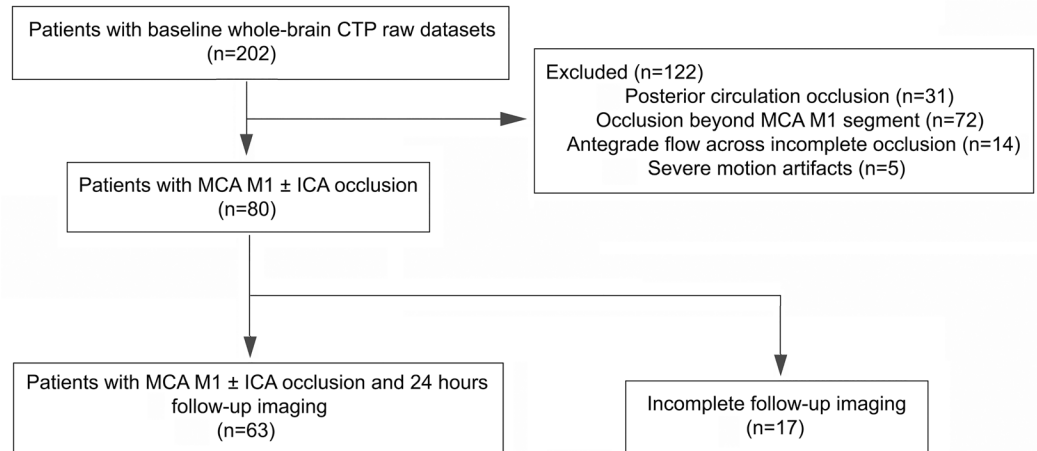 Patients with baseline whole-brain CTP raw datasets
(n=202)
Excluded (n=122)
Posterior circulation occlusion (n=31)
Occlusion beyond MCA M1 segment (n=72)
Antegrade flow across incomplete occlusion (n=14)
Severe motion artifacts (n=5)
Patients with MCA M1 ± ICA occlusion
(n=80)
Patients with MCA M1 ± ICA occlusion and 24 hours
follow-up imaging
(n=63)
Incomplete follow-up imaging
(n=17)